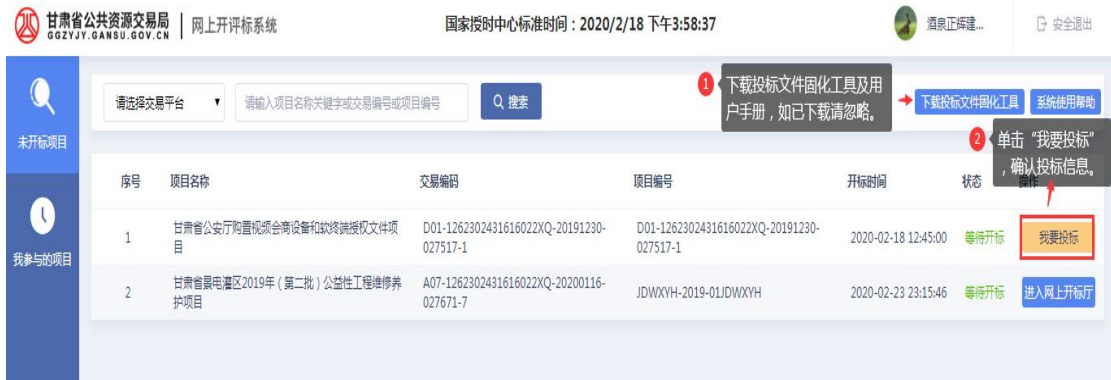 甘肃省公共资源交易局
GGZYJY.GANSU.GOV.CN
网上开评标系统
国家授时中心标准时间：2020/2/18 下午3:58:37
酒泉正辉建...
安全退出
未开标项目
我参与的项目
请选择交易平台
请输入项目名称关键字或交易编号或项目编号
搜索
1
下载投标文件固化工具及用
户手册，如已下载请忽略。
下载投标文件固化工具
系统使用帮助
2
单击“我要投标”
，确认投标信息。
序号
项目名称
交易编码
项目编号
开标时间
状态
操作
1
甘肃省公安厅购置视频会商设备和软终端授权文件项
目
D01-1262302431616022XQ-20191230-
027517-1
D01-1262302431616022XQ-20191230-
027517-1
2020-02-18 12:45:00
等待开标
我要投标
2
甘肃省景电灌区2019年（第二批）公益性工程维修养
护项目
A07-1262302431616022XQ-20200116-
027671-7
JDWXYH-2019-01JDWXYH
2020-02-23 23:15:46
等待开标
进入网上开标厅